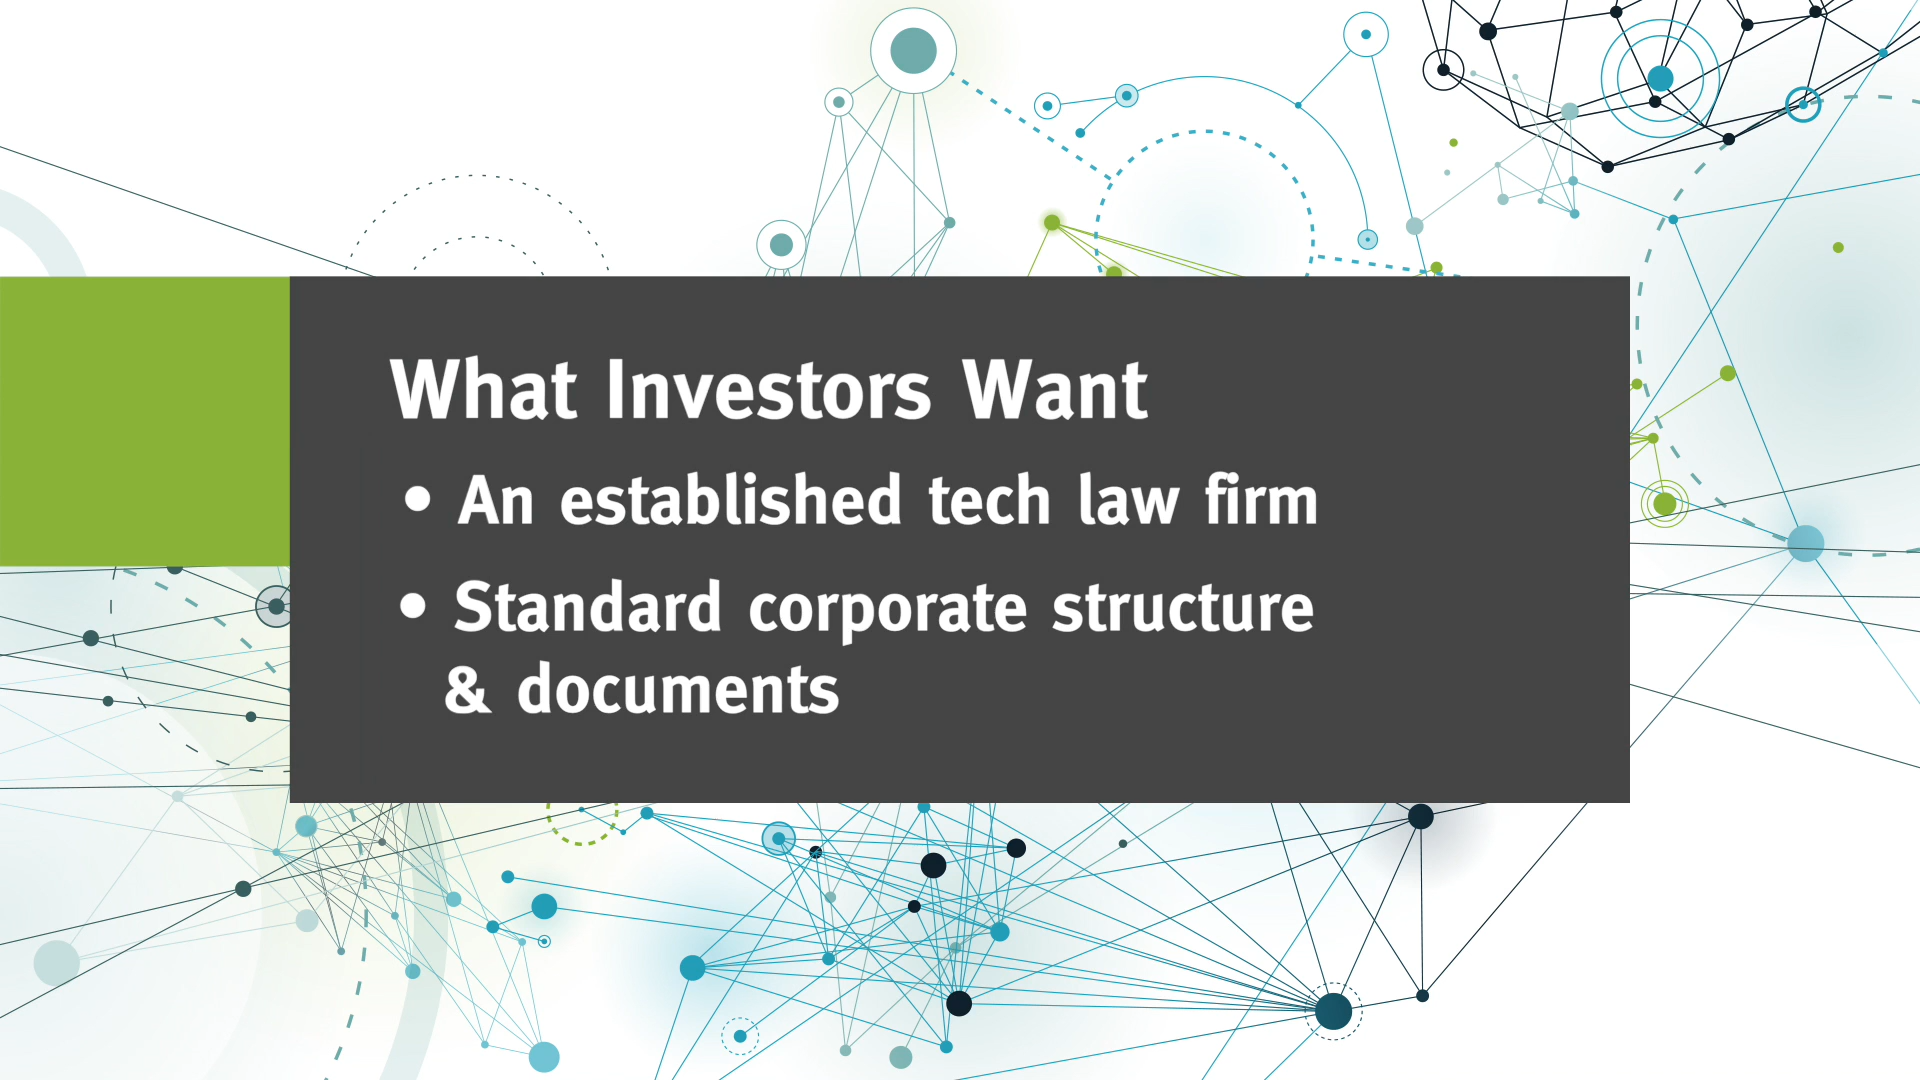 What Investors Want
• An established tech law firm
• Standard corporate structure
& documents